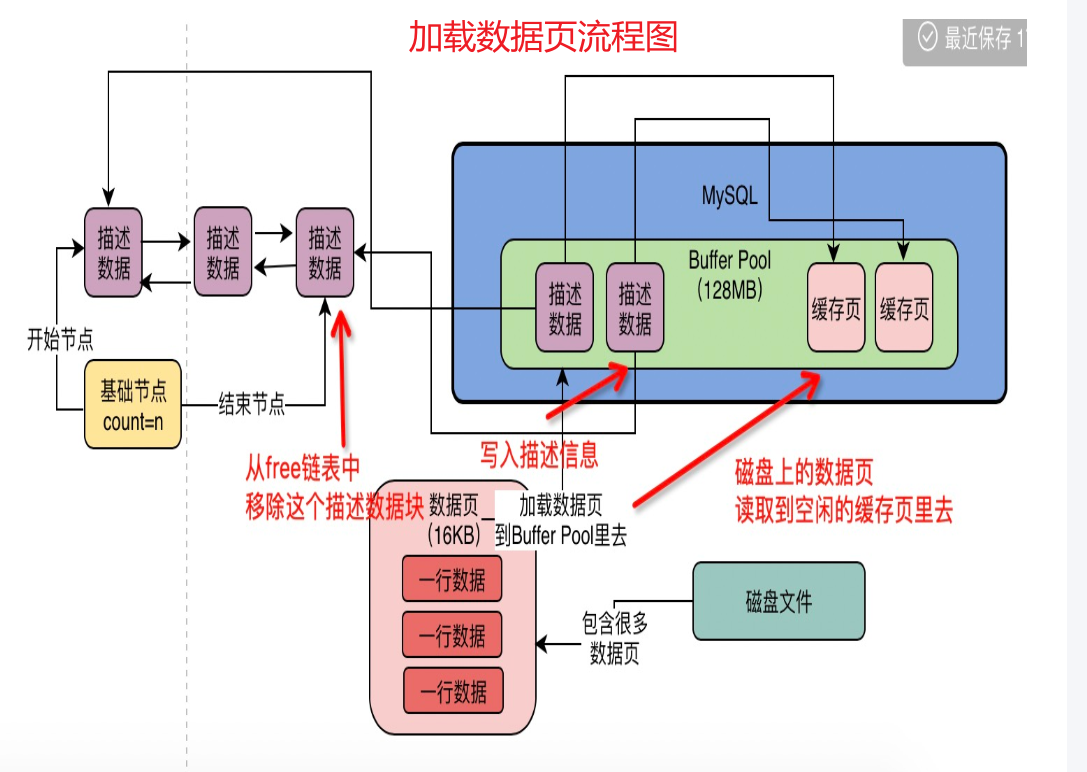 加载数据页流程图
最近保存 1
MySQL
Buffer Pool
(128MB)
描述
数据
描述
数据
缓存页
缓存页
描述
数据
描述
数据
描述
数据
开始节点
基础节点
count=n
结束节点
从free链表中
移除这个描述数据块
写入描述信息
磁盘上的数据页
读取到空闲的缓存页里去
数据页
(16KB)
加载数据页
到Buffer Pool里去
一行数据
一行数据
一行数据
包含很多
数据页
磁盘文件